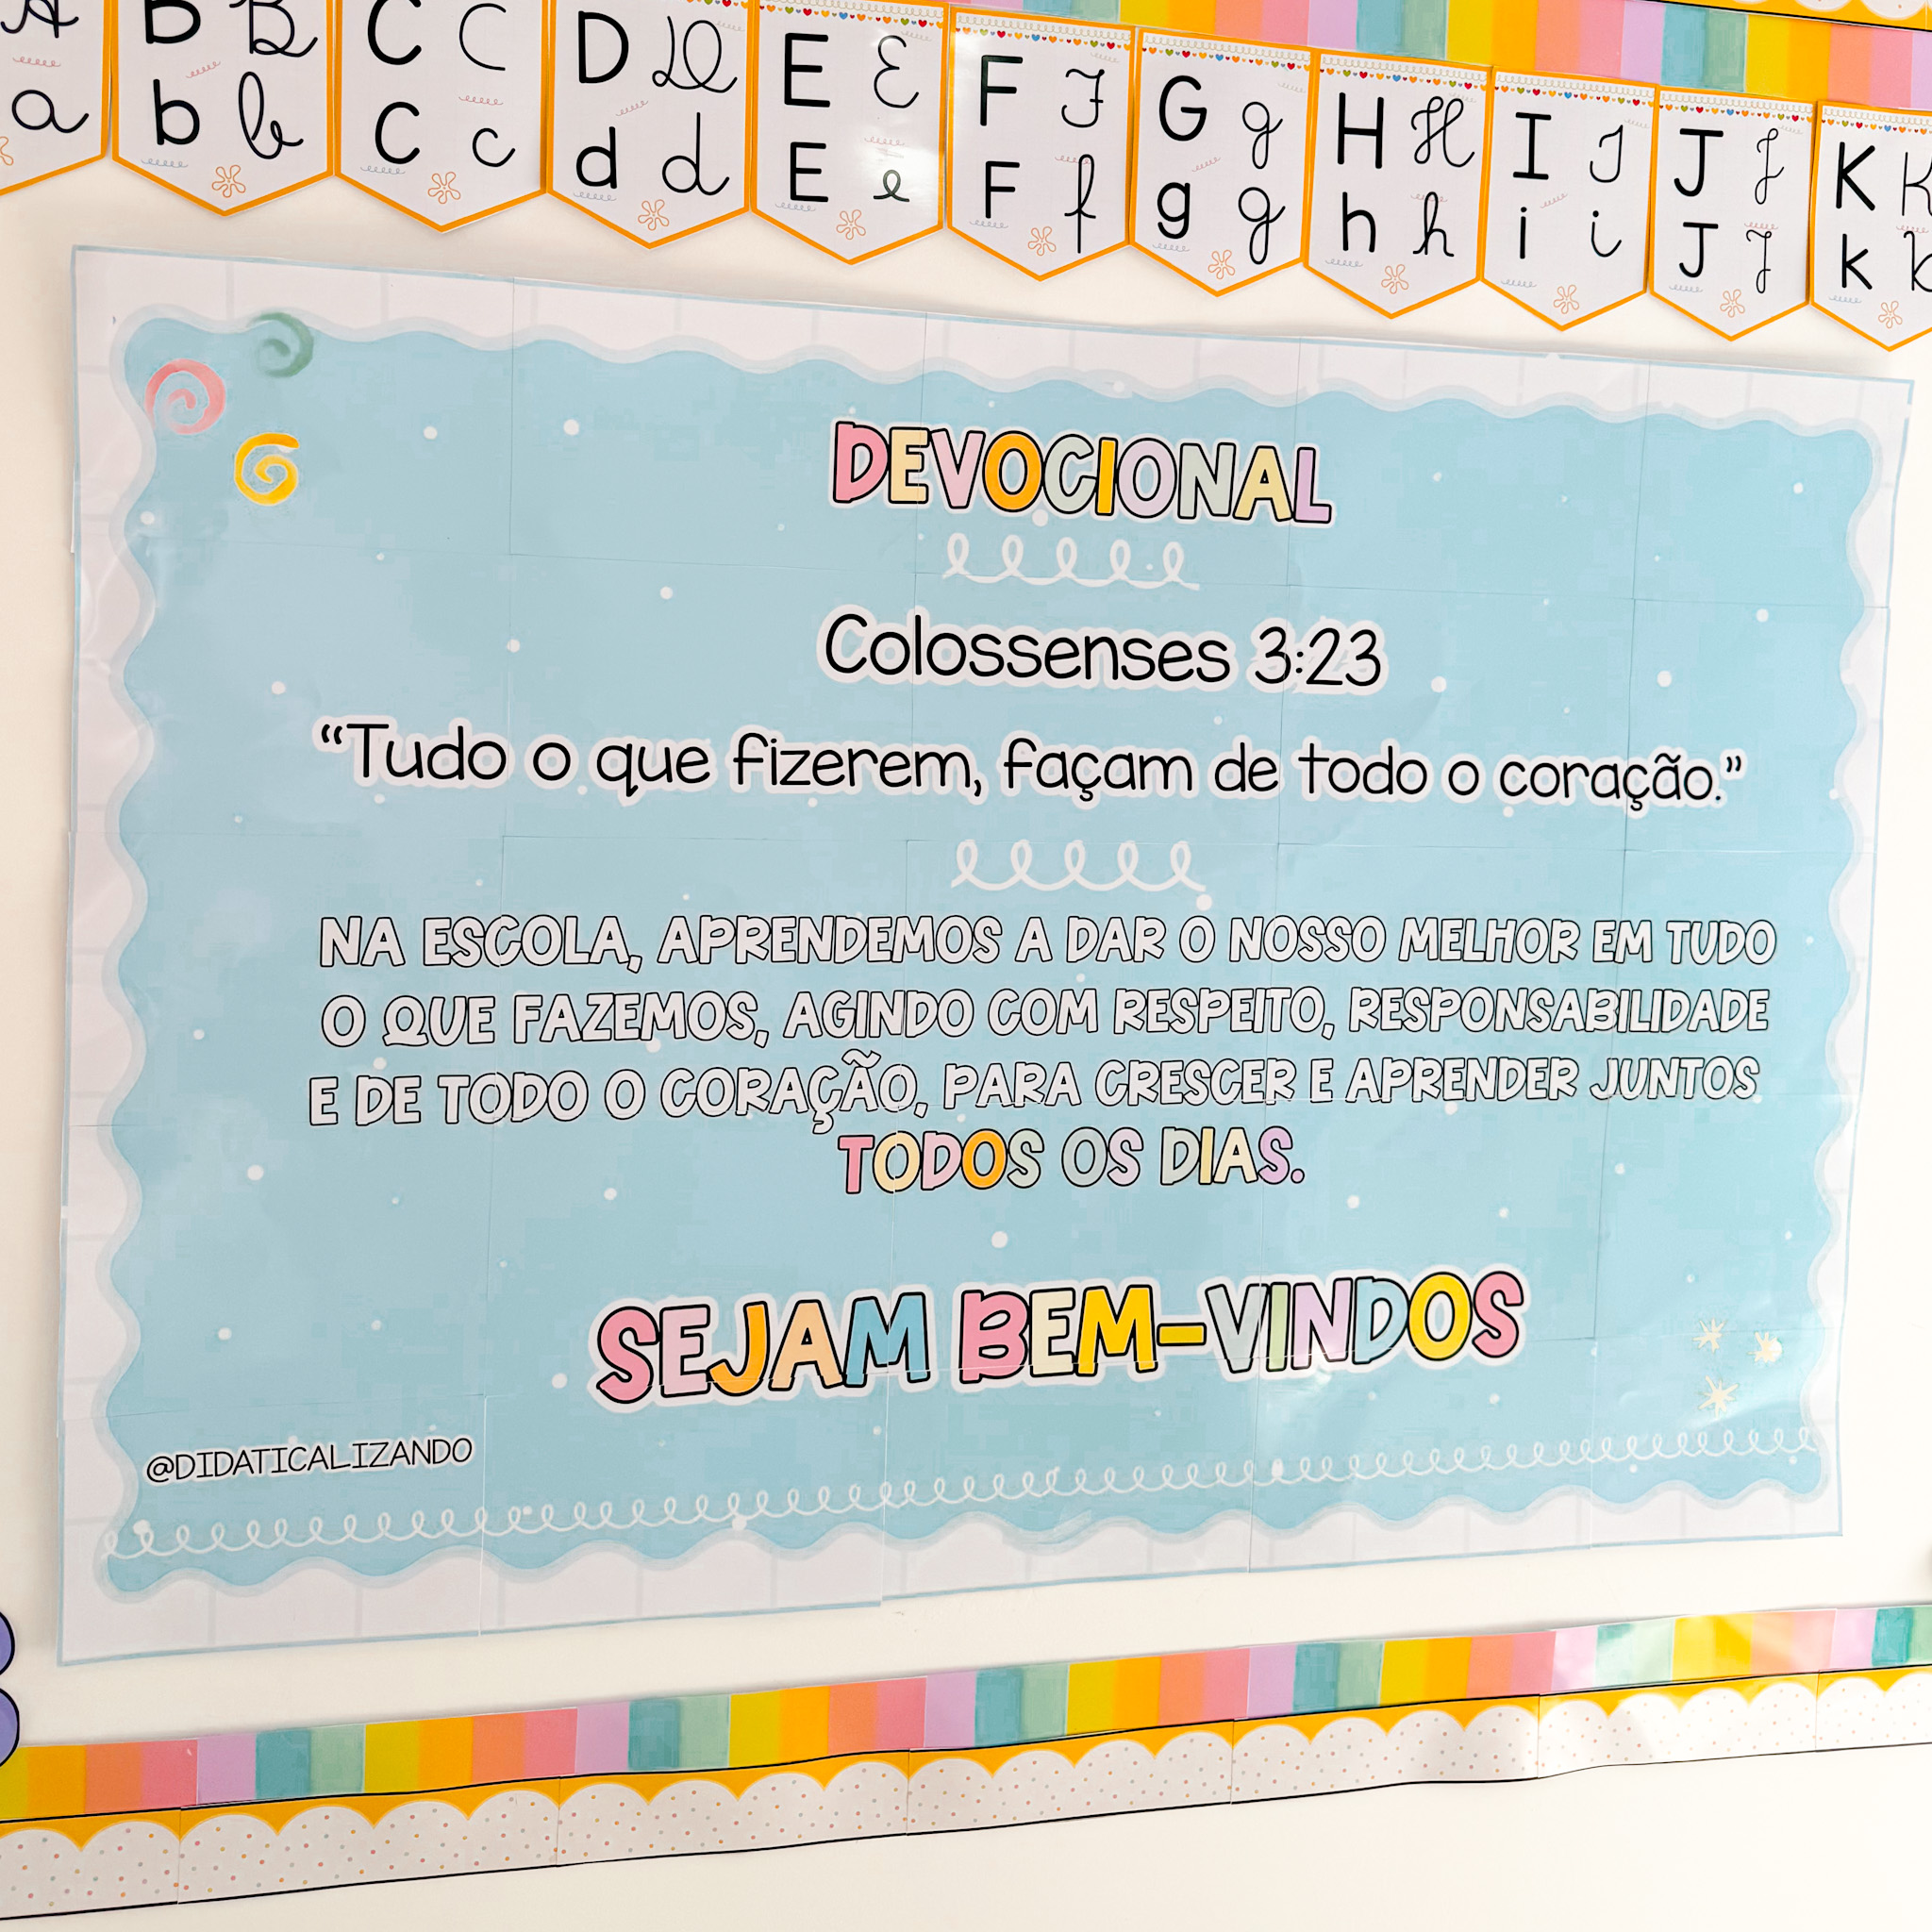 A B B C C D D E E F F G g H H I I J J K K
a b b C c d d E e F f g g h h i i J J k k
DEVOCIONAL
Colossenses 3:23
“Tudo o que fizerem, façam de todo o coração.”
NA ESCOLA, APRENDEMOS A DAR O NOSSO MELHOR EM TUDO
O QUE FAZEMOS, AGINDO COM RESPEITO, RESPONSABILIDADE
E DE TODO O CORAÇÃO, PARA CRESCER E APRENDER JUNTOS
TODOS OS DIAS.
SEJAM BEM-VINDOS
@DIDATICALIZANDO